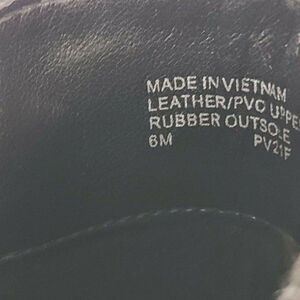 MADE IN VIETNAM
LEATHER/PVC UPPER
RUBBER OUTSOLE
6M PV21F